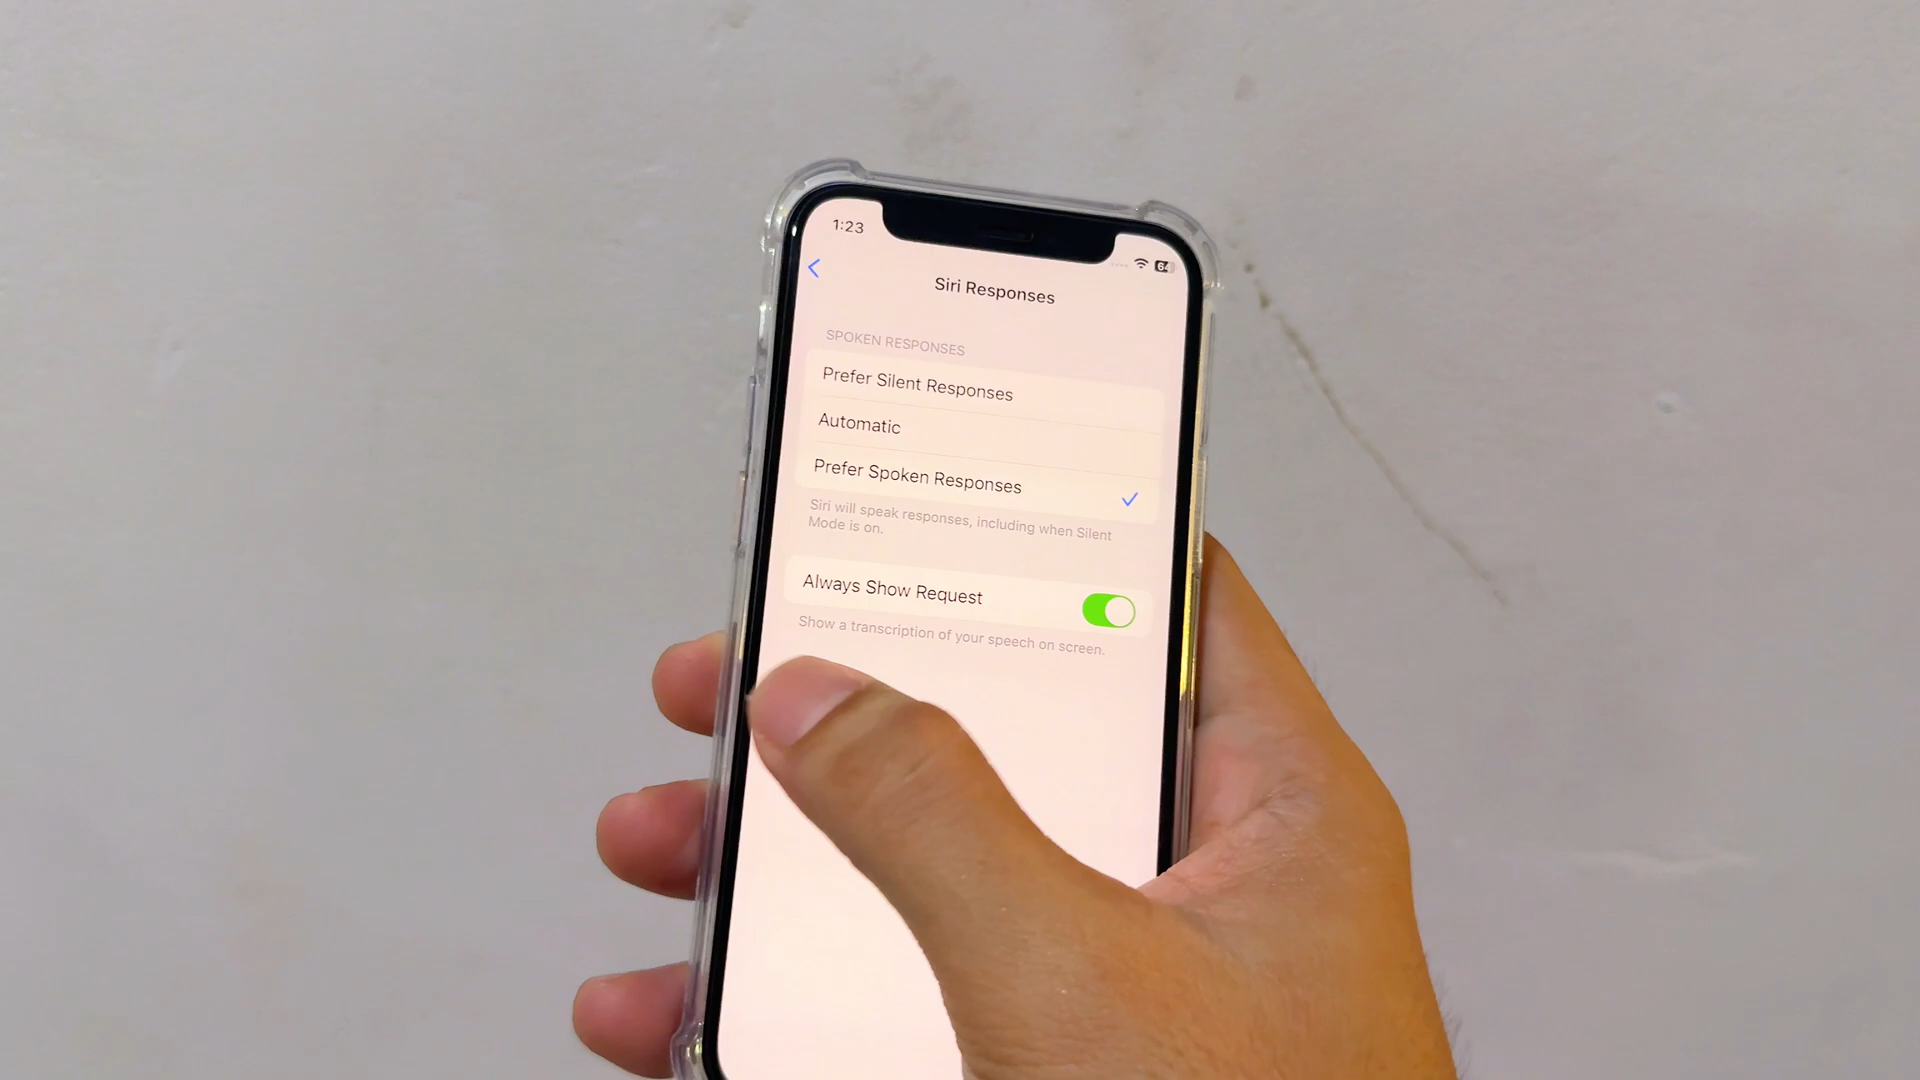 1:23
64
Siri Responses
SPOKEN RESPONSES
Prefer Silent Responses
Automatic
Prefer Spoken Responses
Siri will speak responses, including when Silent
Mode is on.
Always Show Request
Show a transcription of your speech on screen.